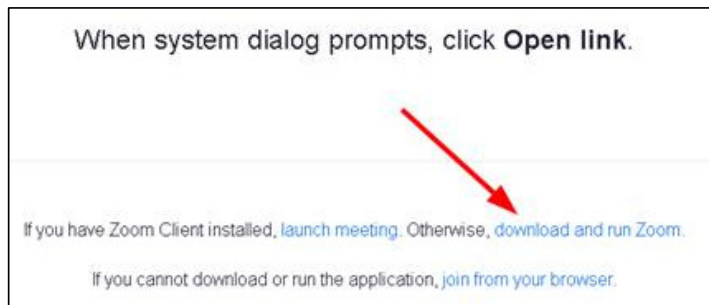 When system dialog prompts, click Open link.
If you have Zoom Client installed, launch meeting. Otherwise, download and run Zoom.
If you cannot download or run the application, join from your browser.